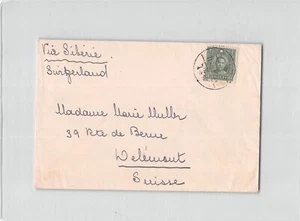 Via Sibérie.
Switzerland
Madame Marie Muller
39 Rte de Berne
Delémont
Suisse